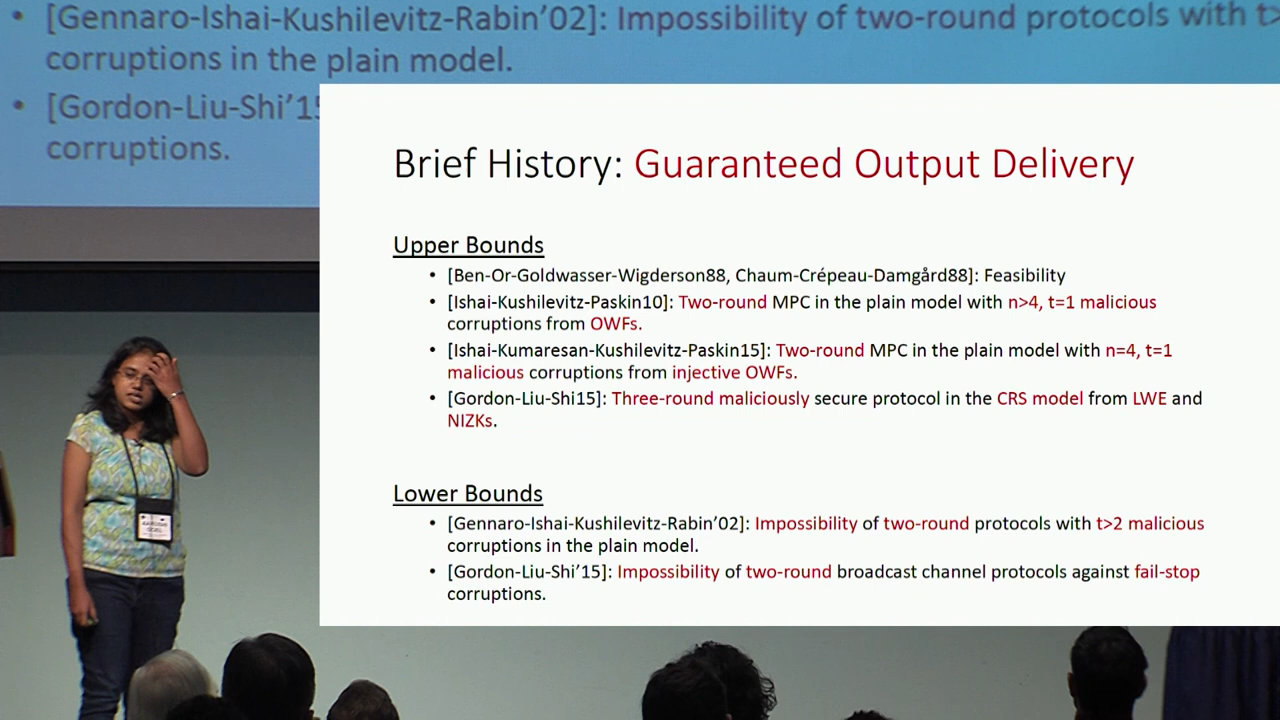 • [Gennaro-Ishai-Kushilevitz-Rabin’02]: Impossibility of two-round protocols with t>
corruptions in the plain model.
• [Gordon-Liu-Shi’15
corruptions.
Brief History: Guaranteed Output Delivery
Upper Bounds
• [Ben-Or-Goldwasser-Wigderson88, Chaum-Crépeau-Damgård88]: Feasibility
• [Ishai-Kushilevitz-Paskin10]: Two-round MPC in the plain model with n>4, t=1 malicious
corruptions from OWFs.
• [Ishai-Kumaresan-Kushilevitz-Paskin15]: Two-round MPC in the plain model with n=4, t=1
malicious corruptions from injective OWFs.
• [Gordon-Liu-Shi15]: Three-round maliciously secure protocol in the CRS model from LWE and
NIZKs.
Lower Bounds
• [Gennaro-Ishai-Kushilevitz-Rabin’02]: Impossibility of two-round protocols with t>2 malicious
corruptions in the plain model.
• [Gordon-Liu-Shi’15]: Impossibility of two-round broadcast channel protocols against fail-stop
corruptions.